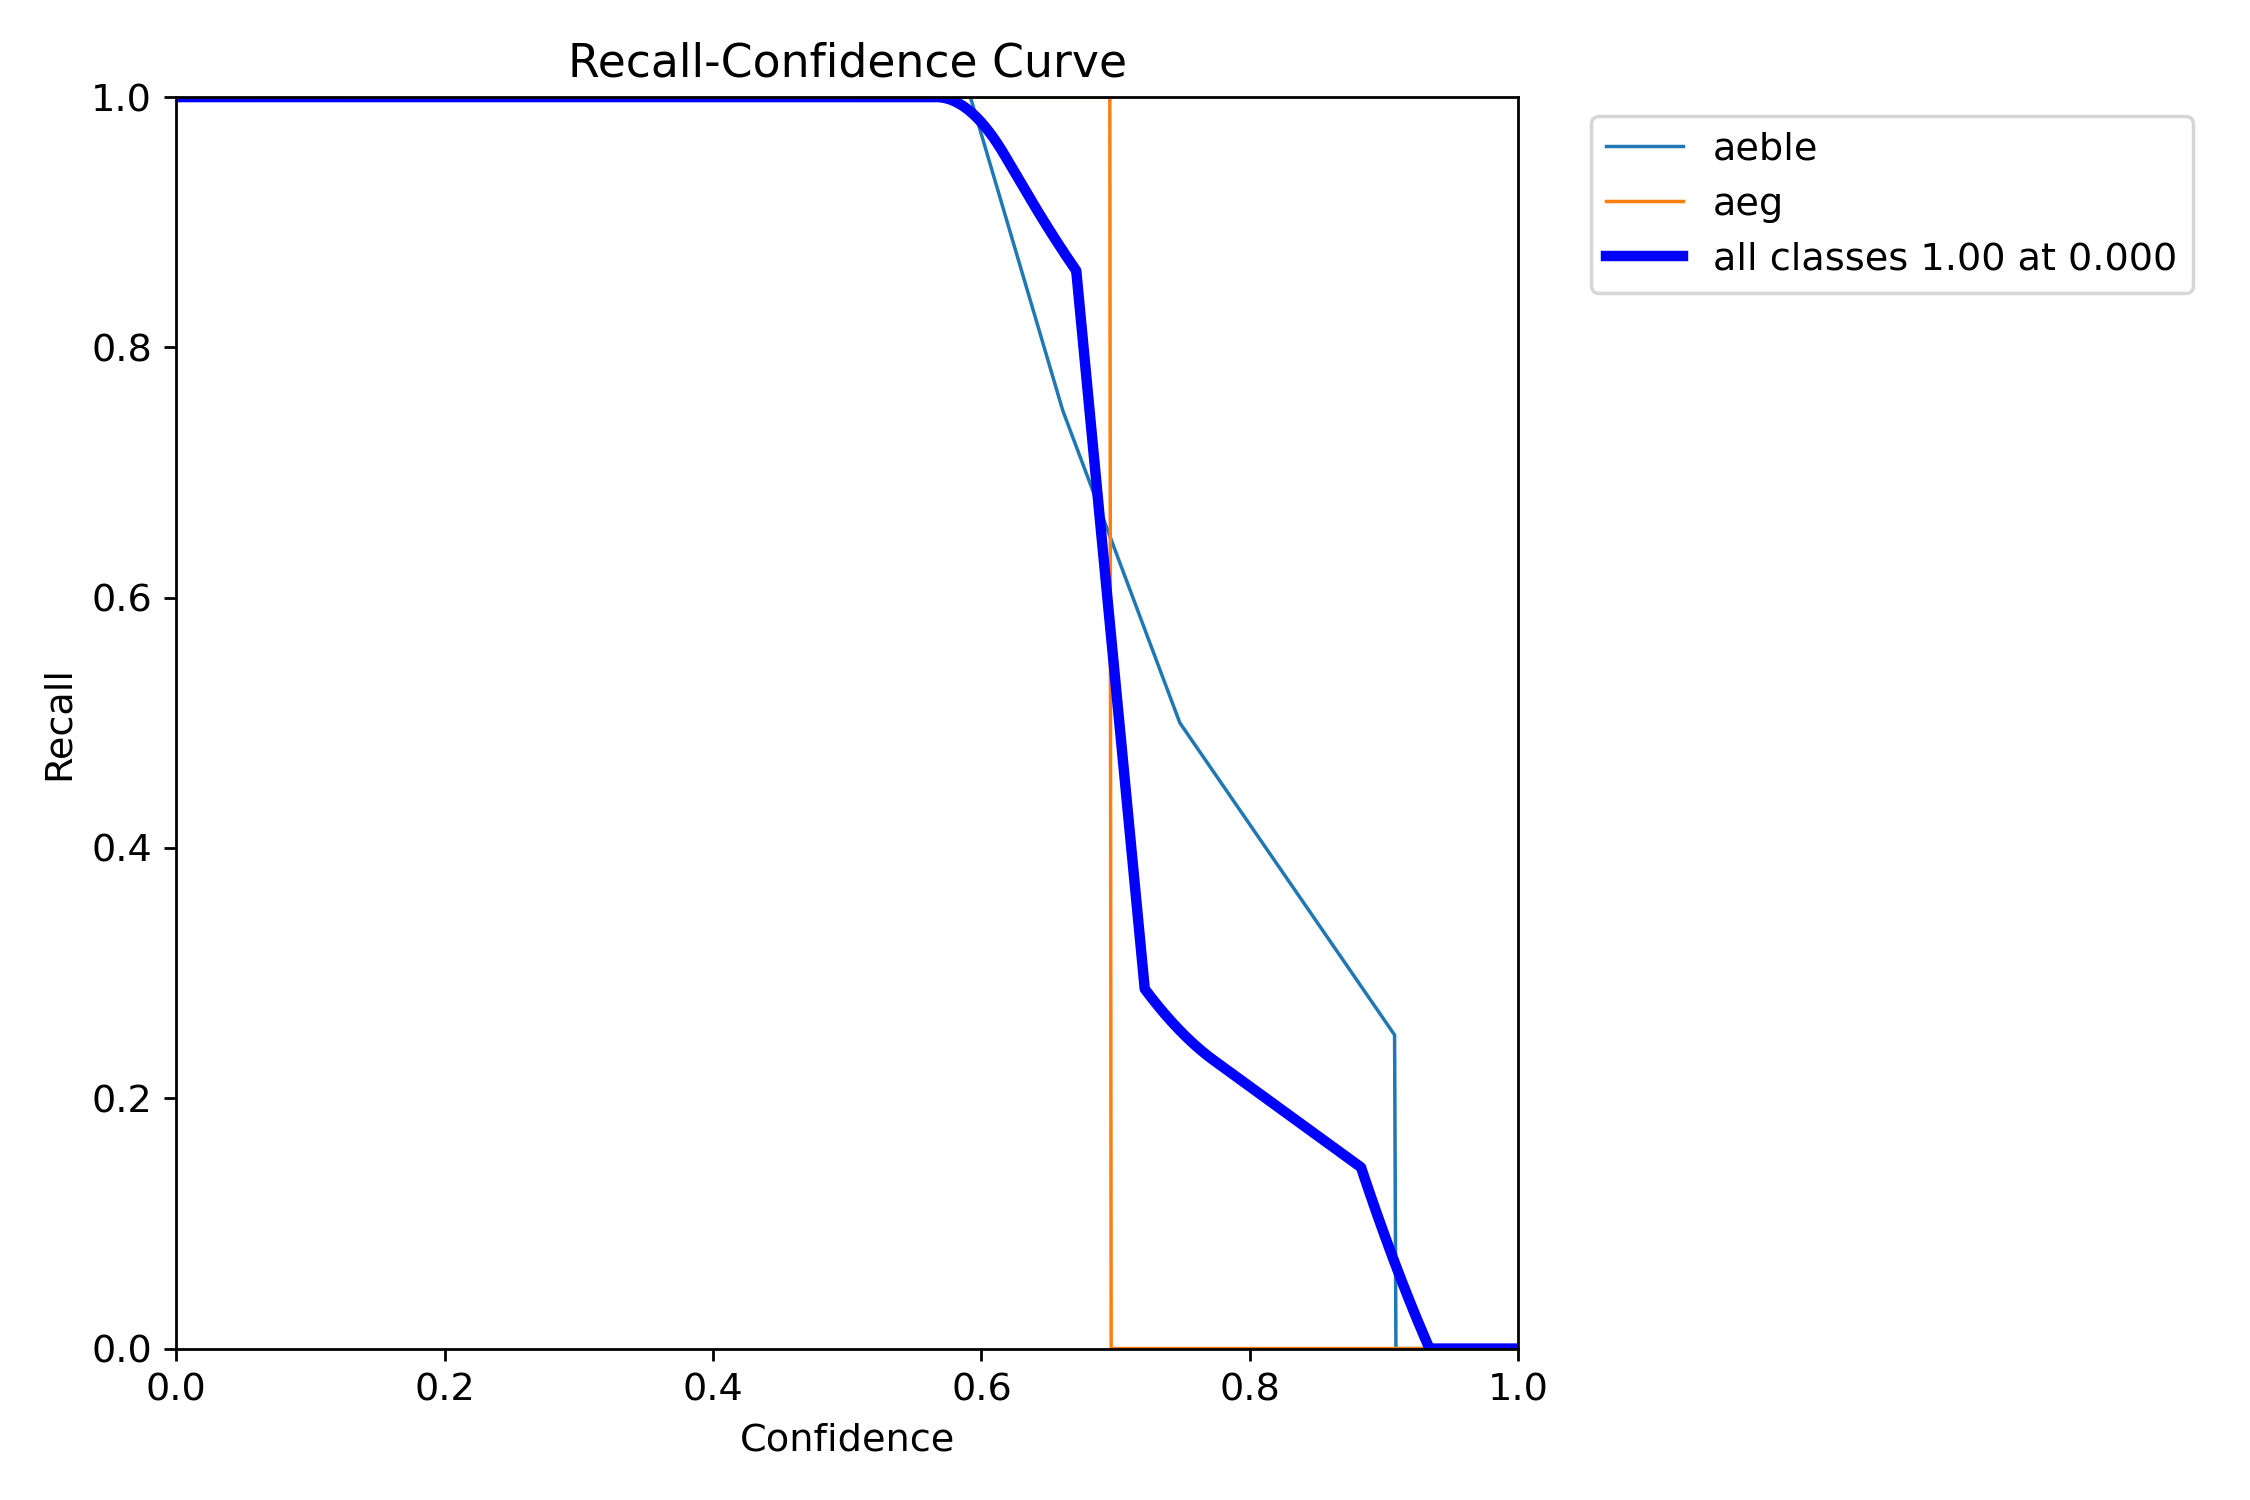 Recall-Confidence Curve
1.0
0.8
0.6
0.4
0.2
0.0
Recall
0.0 0.2 0.4 0.6 0.8 1.0
Confidence
aeble
aeg
all classes 1.00 at 0.000